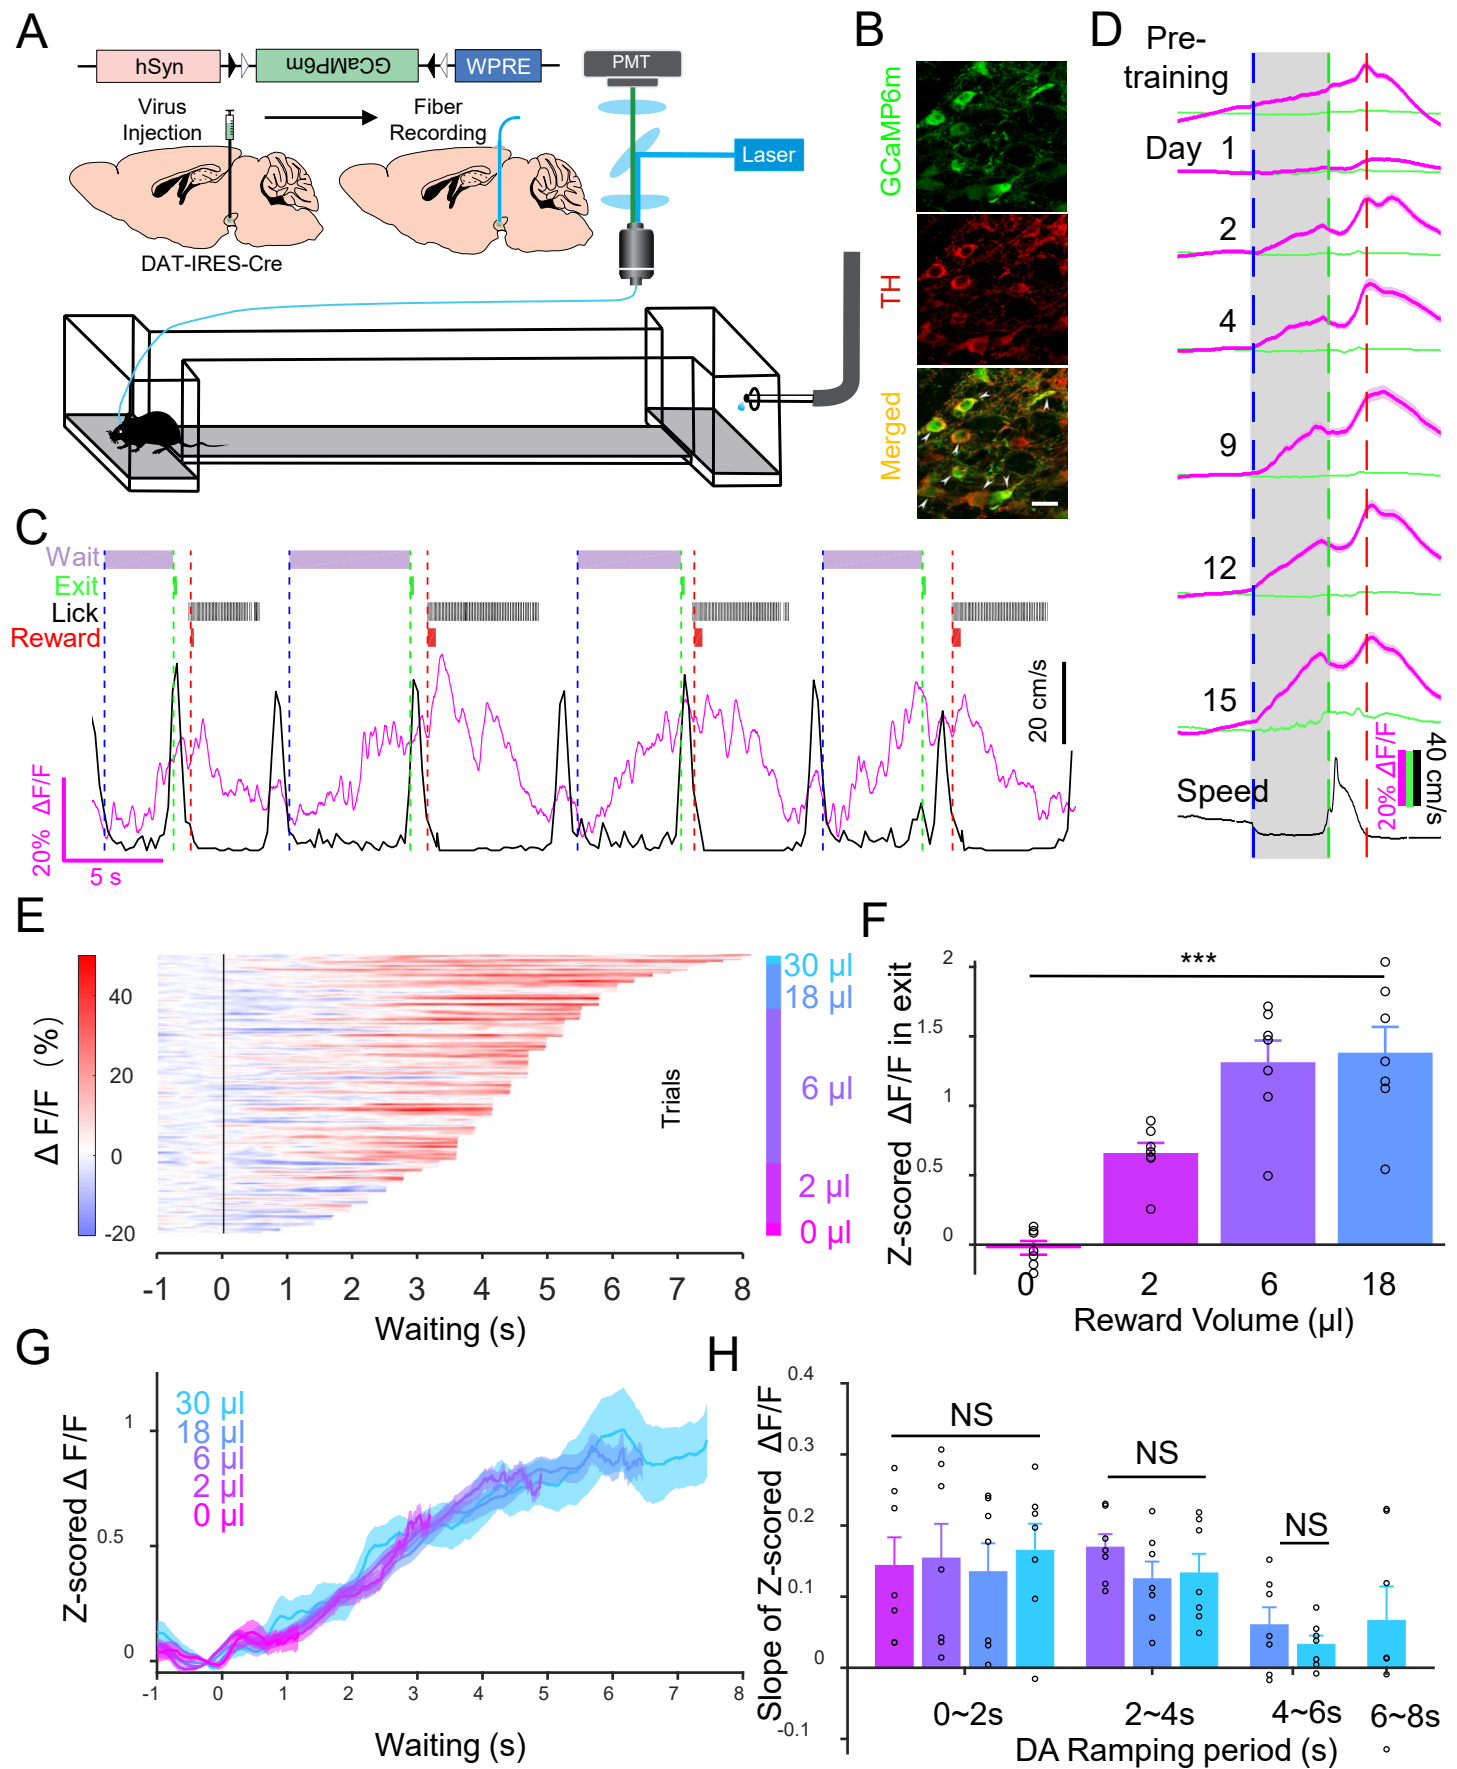 A
hSyn
GCaMP6m
WPRE
PMT
Virus
Injection
Fiber
Recording
Laser
DAT-IRES-Cre
B
GCaMP6m
TH
Merged
C
Wait
Exit
Lick
Reward
20 cm/s
20% ΔF/F
5 s
D
Pre-
training
Day 1
2
4
9
12
15
Speed
20% ΔF/F
40 cm/s
E
Δ F/F (%)
40
20
0
-20
Trials
30 µl
18 µl
6 µl
2 µl
0 µl
-1 0 1 2 3 4 5 6 7 8
Waiting (s)
F
Z-scored ΔF/F in exit
2
1.5
1
0.5
0
***
0 2 6 18
Reward Volume (µl)
G
Z-scored Δ F/F
1
0.5
0
30 µl
18 µl
6 µl
2 µl
0 µl
-1 0 1 2 3 4 5 6 7 8
Waiting (s)
H
Slope of Z-scored ΔF/F
0.4
0.3
0.2
0.1
0
-0.1
NS
NS
NS
0~2s 2~4s 4~6s 6~8s
DA Ramping period (s)